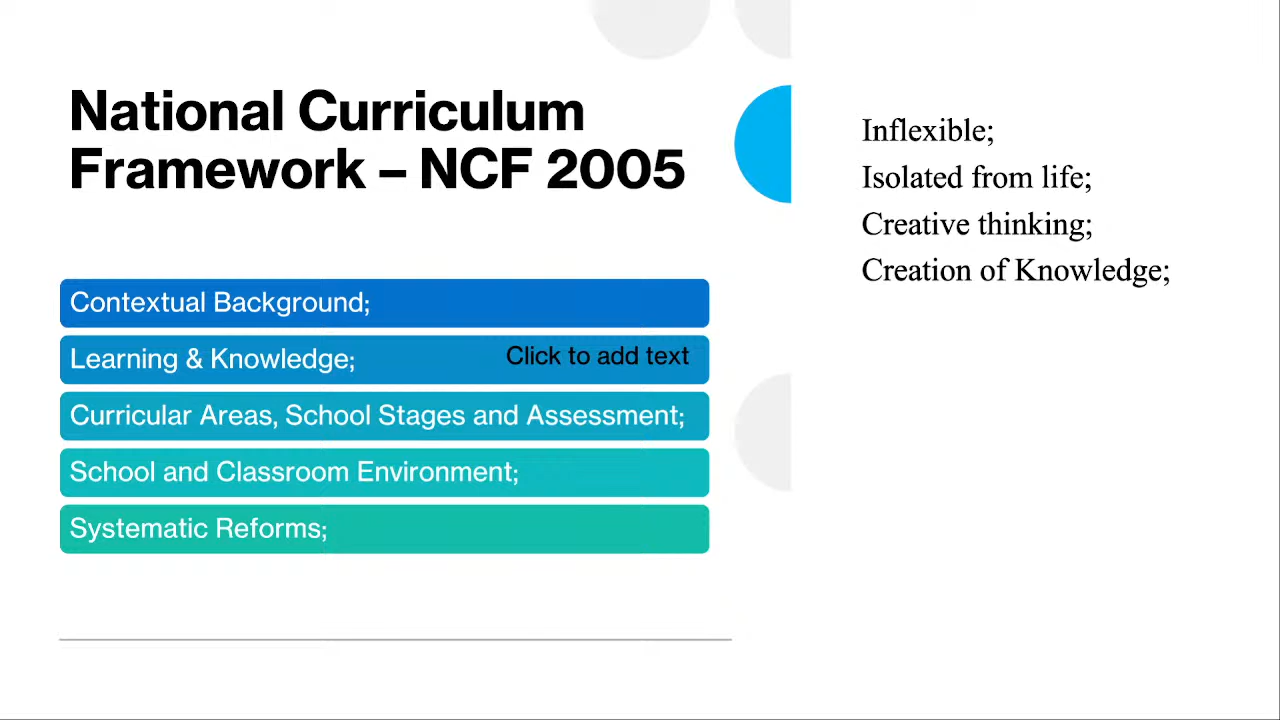 National Curriculum
Framework – NCF 2005
Contextual Background;
Learning & Knowledge;
Click to add text
Curricular Areas, School Stages and Assessment;
School and Classroom Environment;
Systematic Reforms;
Inflexible;
Isolated from life;
Creative thinking;
Creation of Knowledge;